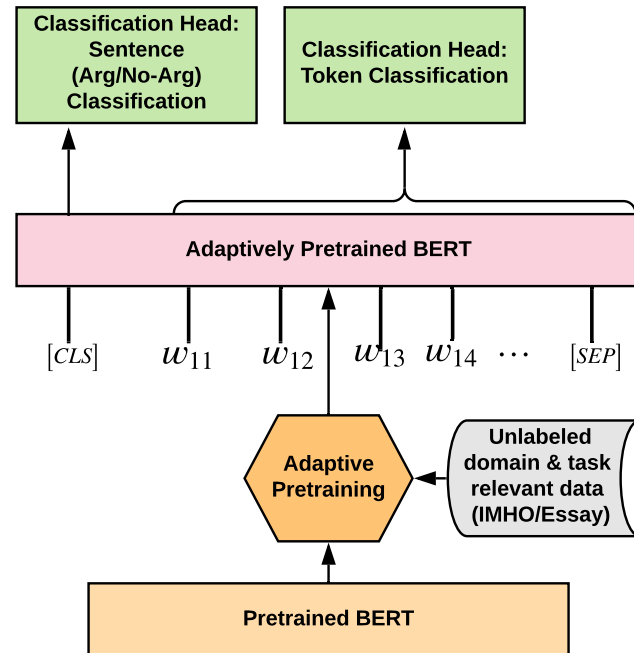 Classification Head:
Sentence
(Arg/No-Arg)
Classification
Classification Head:
Token Classification
Adaptively Pretrained BERT
[CLS] w11 w12 w13 w14 ... [SEP]
Adaptive
Pretraining
Unlabeled
domain & task
relevant data
(IMHO/Essay)
Pretrained BERT